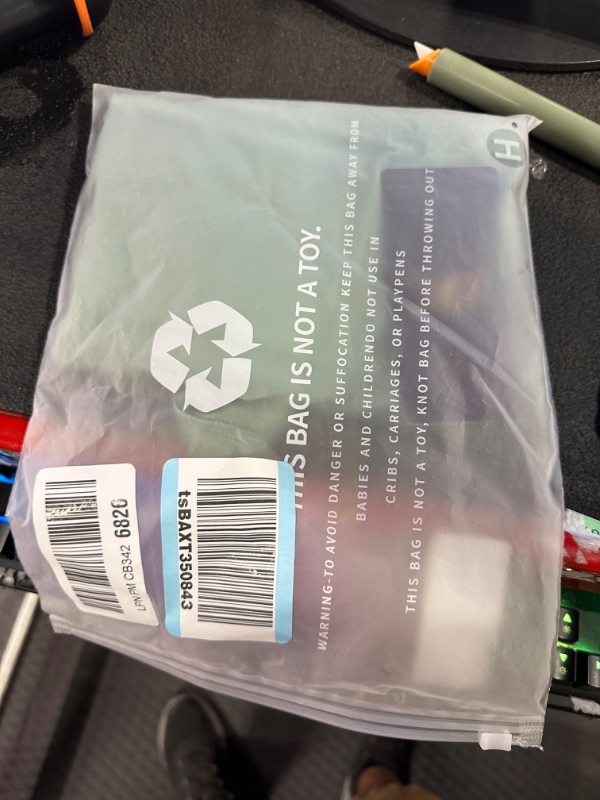 H.
THIS BAG IS NOT A TOY.
WARNING-TO AVOID DANGER OR SUFFOCATION KEEP THIS BAG AWAY FROM
BABIES AND CHILDRENDO NOT USE IN
CRIBS, CARRIAGES, OR PLAYPENS
THIS BAG IS NOT A TOY, KNOT BAG BEFORE THROWING OUT
LPNPM CB342 6826
tsBAXT350843